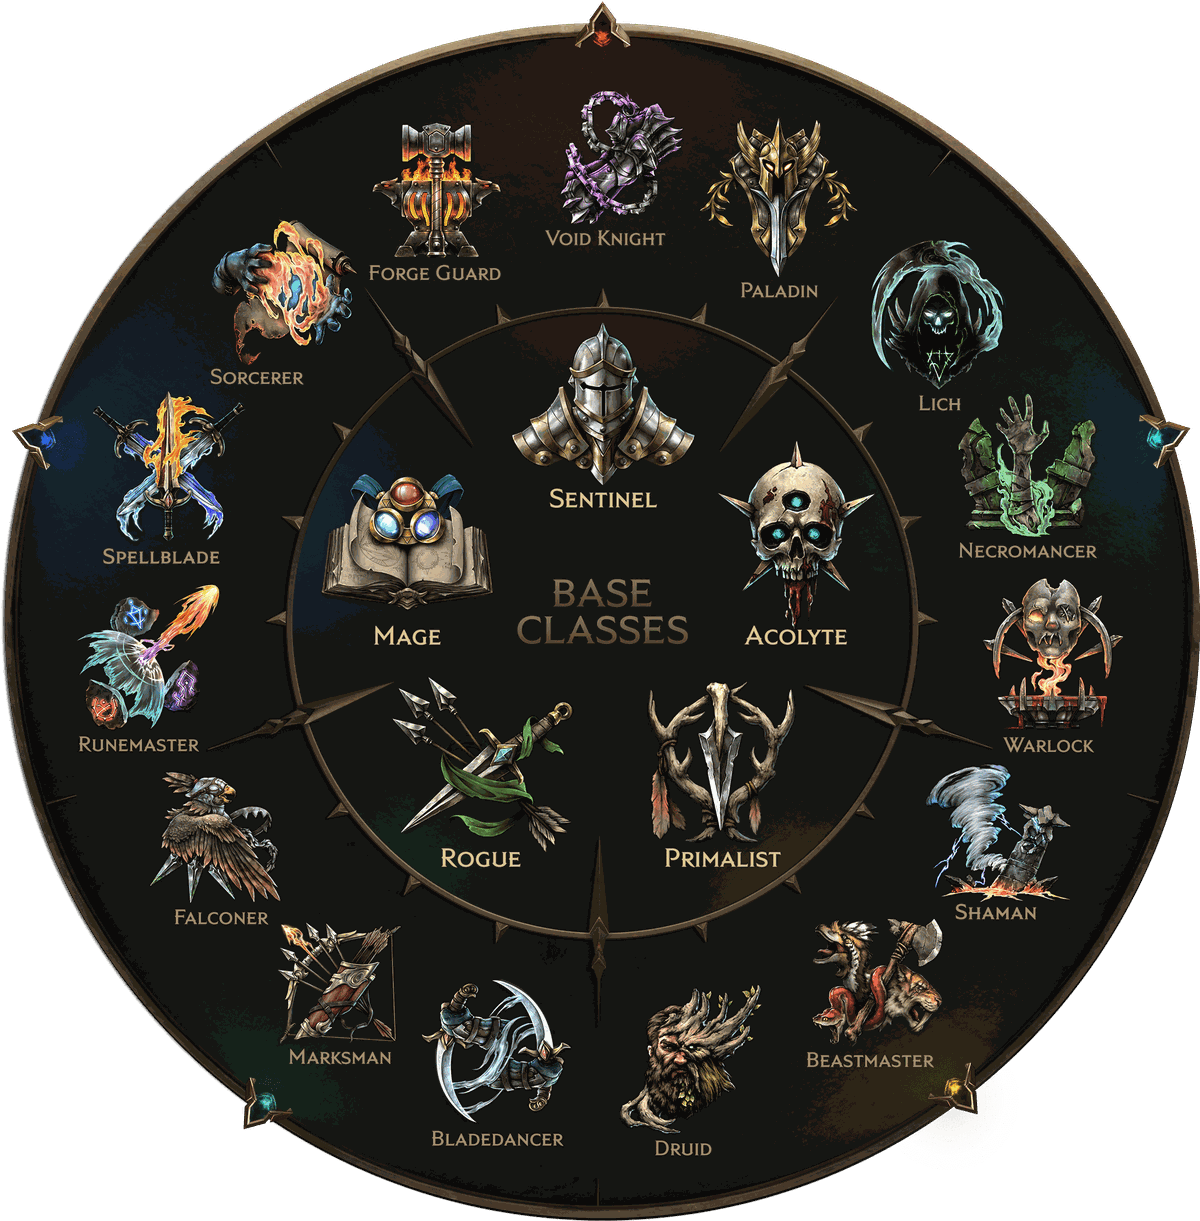 Void Knight
Forge Guard
Paladin
Sorcerer
Lich
Sentinel
Spellblade
Necromancer
BASE
CLASSES
Mage
Acolyte
Runemaster
Warlock
Rogue
Primalist
Falconer
Shaman
Marksman
Beastmaster
Bladedancer
Druid